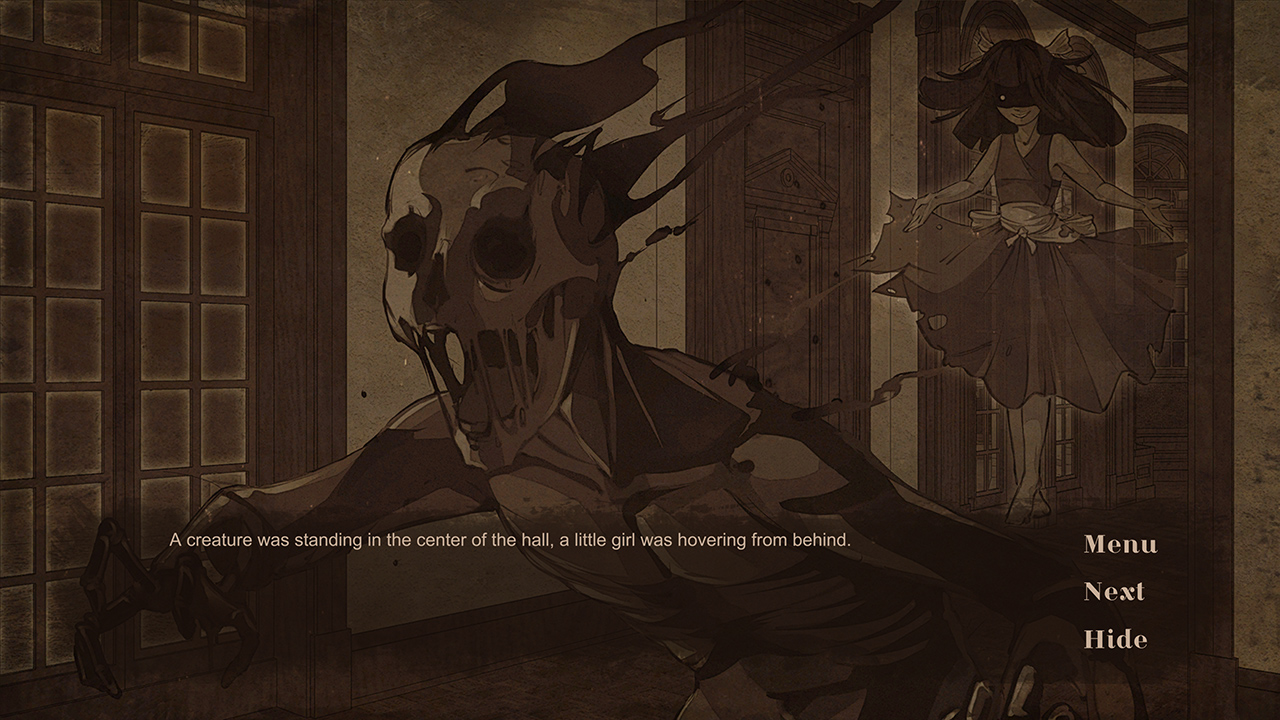 A creature was standing in the center of the hall, a little girl was hovering from behind.
Menu
Next
Hide